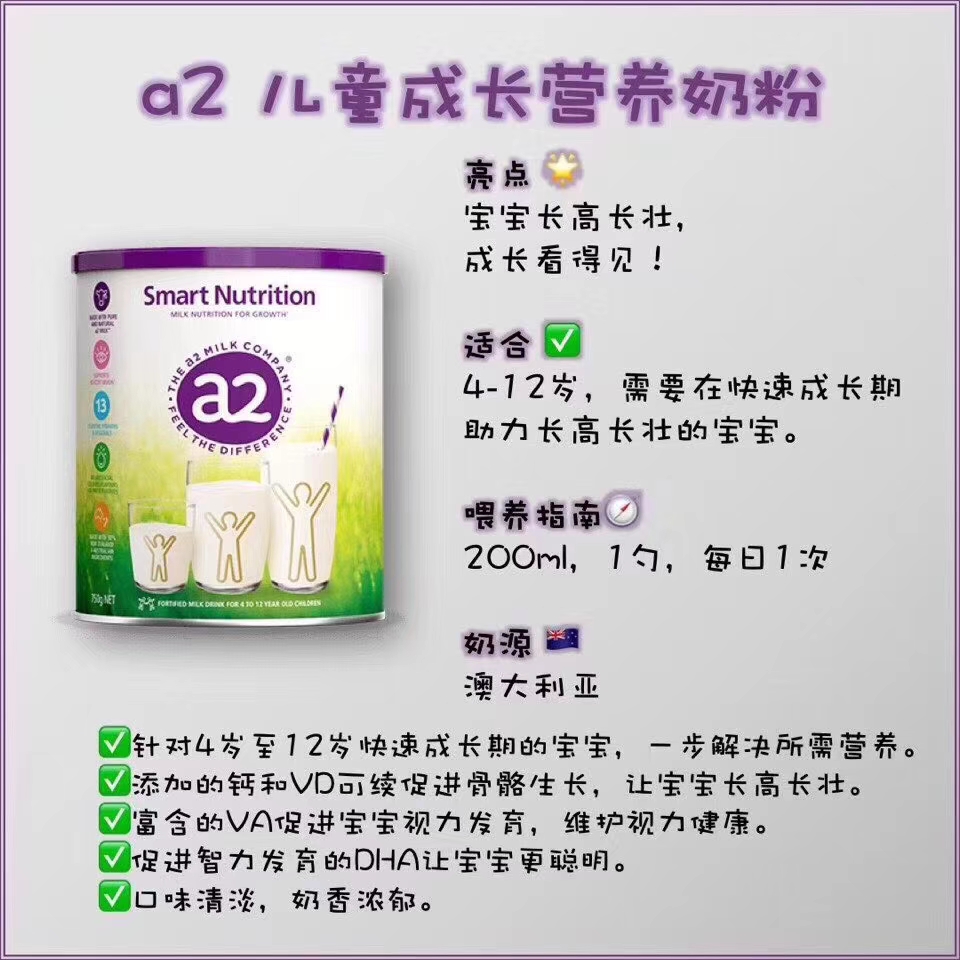 a2 儿童成长营养奶粉
亮点
宝宝长高长壮,
成长看得见!
适合
4-12岁, 需要在快速成长期
助力长高长壮的宝宝。
喂养指南
200ml, 1勺, 每日1次
奶源
澳大利亚
Smart Nutrition
MILK NUTRITION FOR GROWTH
THE a2 MILK COMPANY
a2
FEEL THE DIFFERENCE
MADE WITH PURE
AND NATURAL
a2 MILK
13
750g NET
FORTIFIED MILK DRINK FOR 4 TO 12 YEAR OLD CHILDREN
针对4岁至12岁快速成长期的宝宝, 一步解决所需营养。
添加的钙和VD可续促进骨骼生长, 让宝宝长高长壮。
富含的VA促进宝宝视力发育, 维护视力健康。
促进智力发育的DHA让宝宝更聪明。
口味清淡, 奶香浓郁。